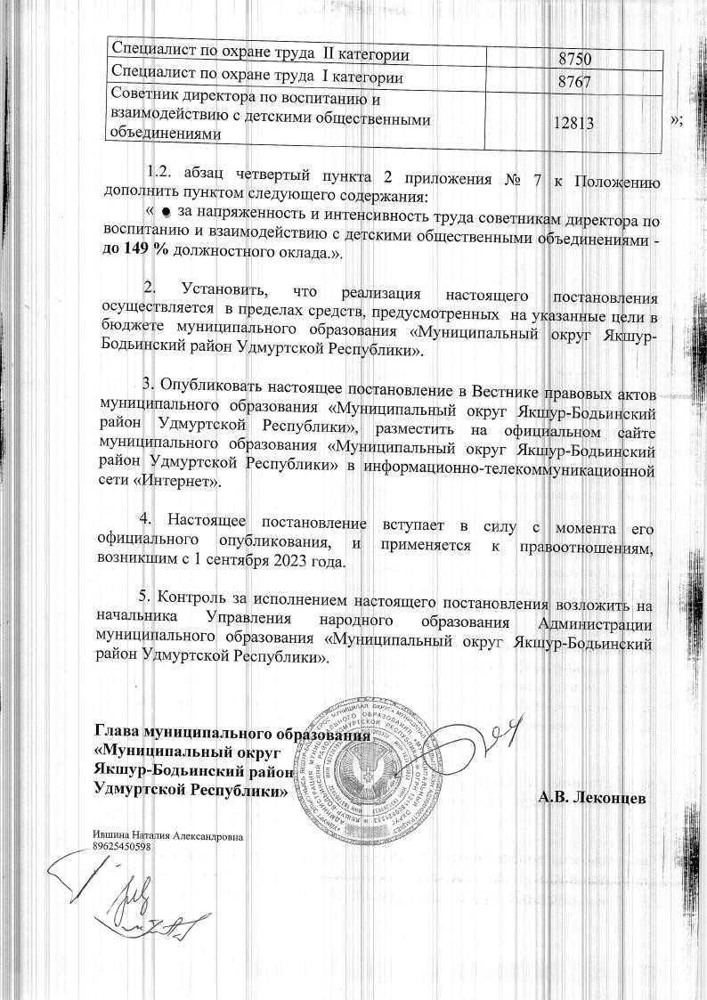 Специалист по охране труда II категории 8750
Специалист по охране труда I категории 8767
Советник директора по воспитанию и
взаимодействию с детскими общественными
объединениями 12813 »;
1.2. абзац четвертый пункта 2 приложения № 7 к Положению
дополнить пунктом следующего содержания:
« ● за напряженность и интенсивность труда советникам директора по
воспитанию и взаимодействию с детскими общественными объединениями -
до 149 % должностного оклада.».
2. Установить, что реализация настоящего постановления
осуществляется в пределах средств, предусмотренных на указанные цели в
бюджете муниципального образования «Муниципальный округ Якшур-
Бодьинский район Удмуртской Республики».
3. Опубликовать настоящее постановление в Вестнике правовых актов
муниципального образования «Муниципальный округ Якшур-Бодьинский
район Удмуртской Республики», разместить на официальном сайте
муниципального образования «Муниципальный округ Якшур-Бодьинский
район Удмуртской Республики» в информационно-телекоммуникационной
сети «Интернет».
4. Настоящее постановление вступает в силу с момента его
официального опубликования, и применяется к правоотношениям,
возникшим с 1 сентября 2023 года.
5. Контроль за исполнением настоящего постановления возложить на
начальника Управления народного образования Администрации
муниципального образования «Муниципальный округ Якшур-Бодьинский
район Удмуртской Республики».
Глава муниципального образования
«Муниципальный округ
Якшур-Бодьинский район
Удмуртской Республики»
А.В. Леконцев
Ившина Наталия Александровна
89625450598